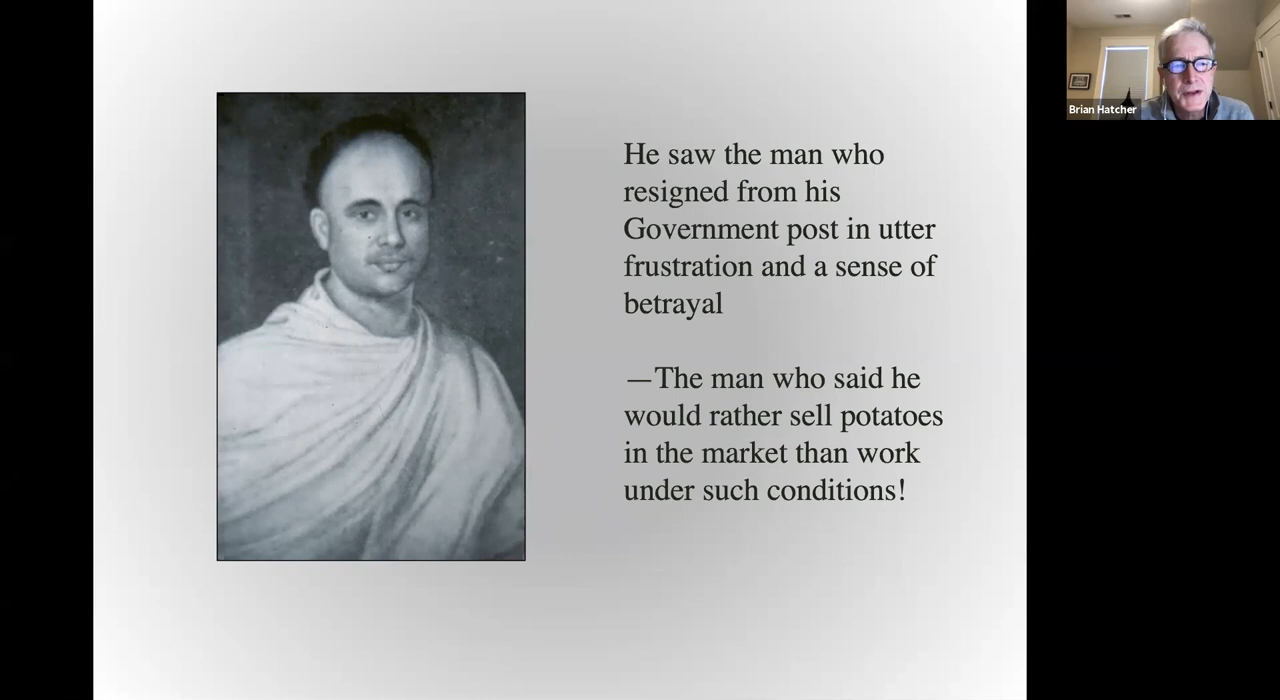 He saw the man who
resigned from his
Government post in utter
frustration and a sense of
betrayal
—The man who said he
would rather sell potatoes
in the market than work
under such conditions!
Brian Hatcher